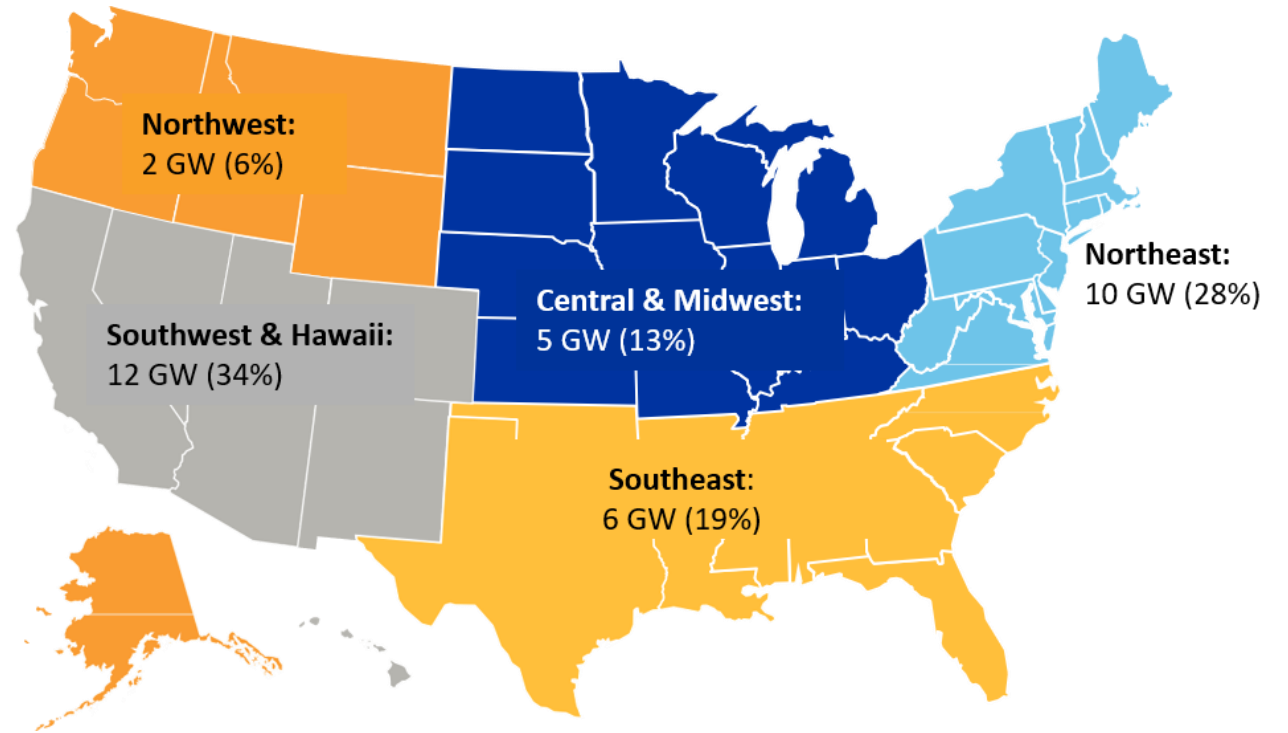 Northwest:
2 GW (6%)
Southwest & Hawaii:
12 GW (34%)
Central & Midwest:
5 GW (13%)
Northeast:
10 GW (28%)
Southeast:
6 GW (19%)